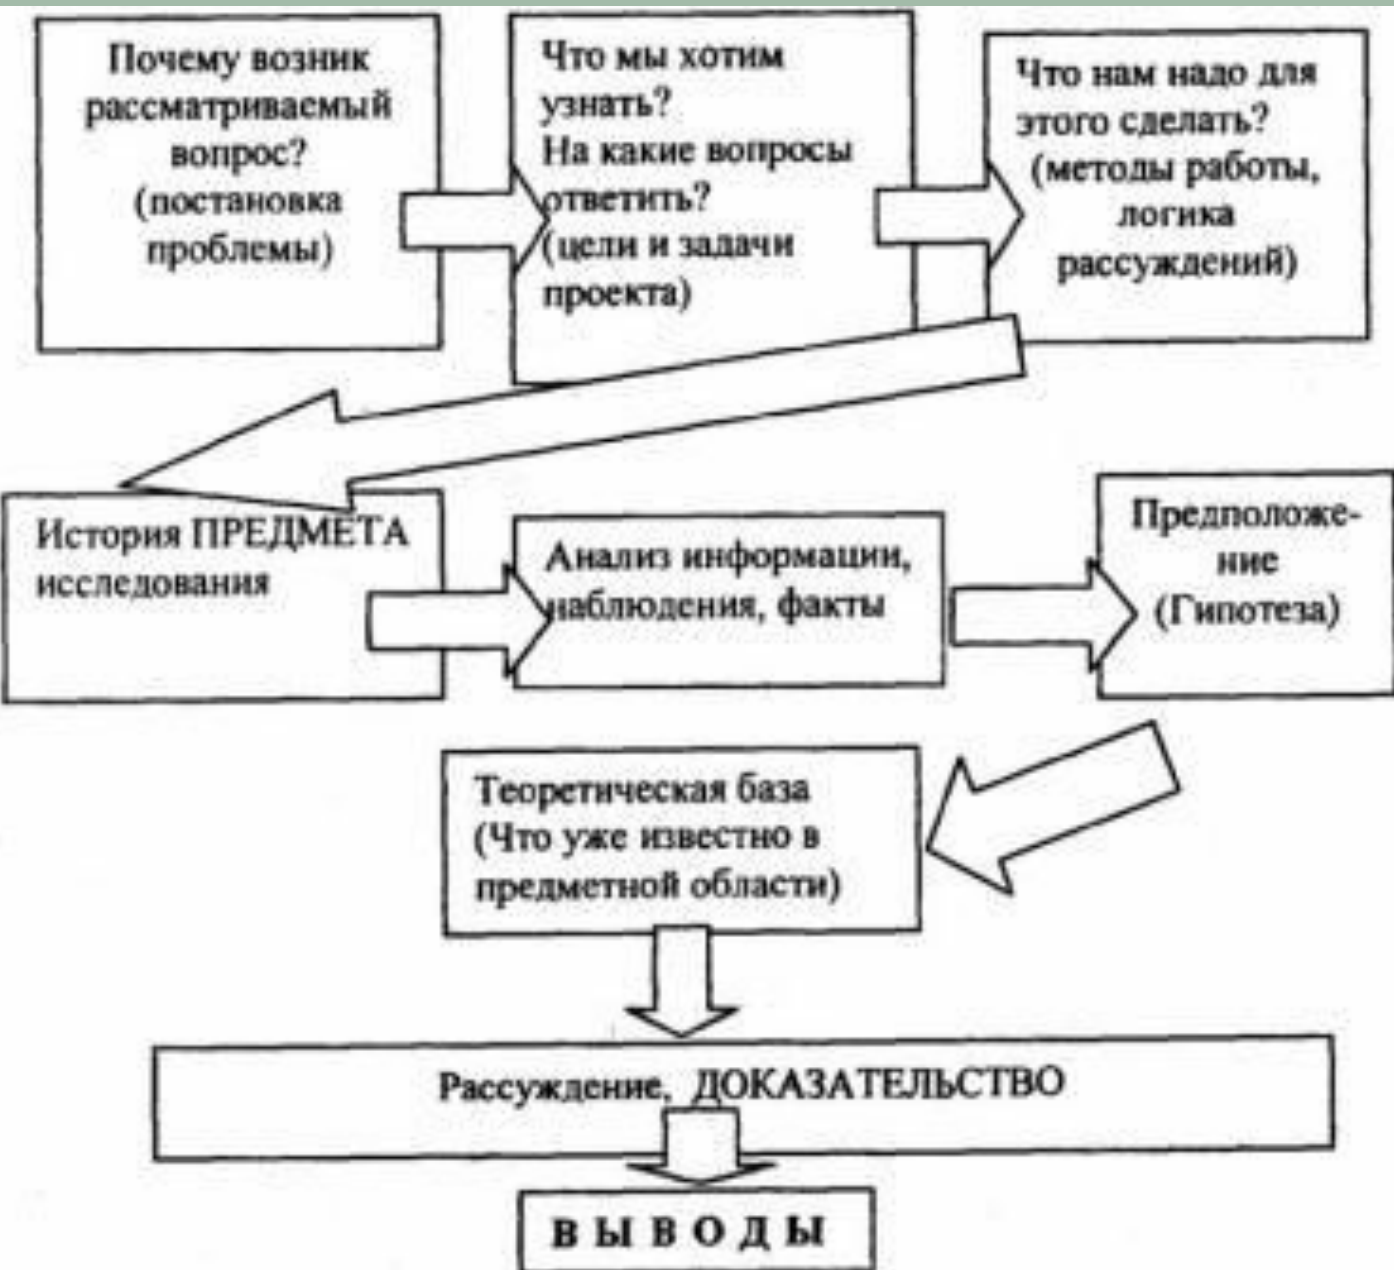 Почему возник
рассматриваемый
вопрос?
(постановка
проблемы)
Что мы хотим
узнать?
На какие вопросы
ответить?
(цели и задачи
проекта)
Что нам надо для
этого сделать?
(методы работы,
логика
рассуждений)
История ПРЕДМЕТА
исследования
Анализ информации,
наблюдения, факты
Предположе-
ние
(Гипотеза)
Теоретическая база
(Что уже известно в
предметной области)
Рассуждение, ДОКАЗАТЕЛЬСТВО
В Ы В О Д Ы